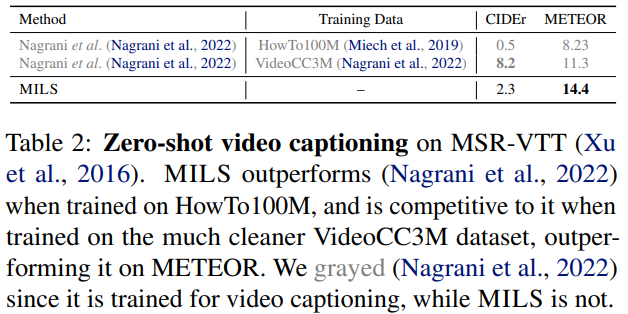 Method Training Data CIDEr METEOR
Nagrani et al. (Nagrani et al., 2022) HowTo100M (Miech et al., 2019) 0.5 8.23
Nagrani et al. (Nagrani et al., 2022) VideoCC3M (Nagrani et al., 2022) 8.2 11.3
MILS – 2.3 14.4
Table 2: Zero-shot video captioning on MSR-VTT (Xu
et al., 2016). MILS outperforms (Nagrani et al., 2022)
when trained on HowTo100M, and is competitive to it when
trained on the much cleaner VideoCC3M dataset, outper-
forming it on METEOR. We grayed (Nagrani et al., 2022)
since it is trained for video captioning, while MILS is not.